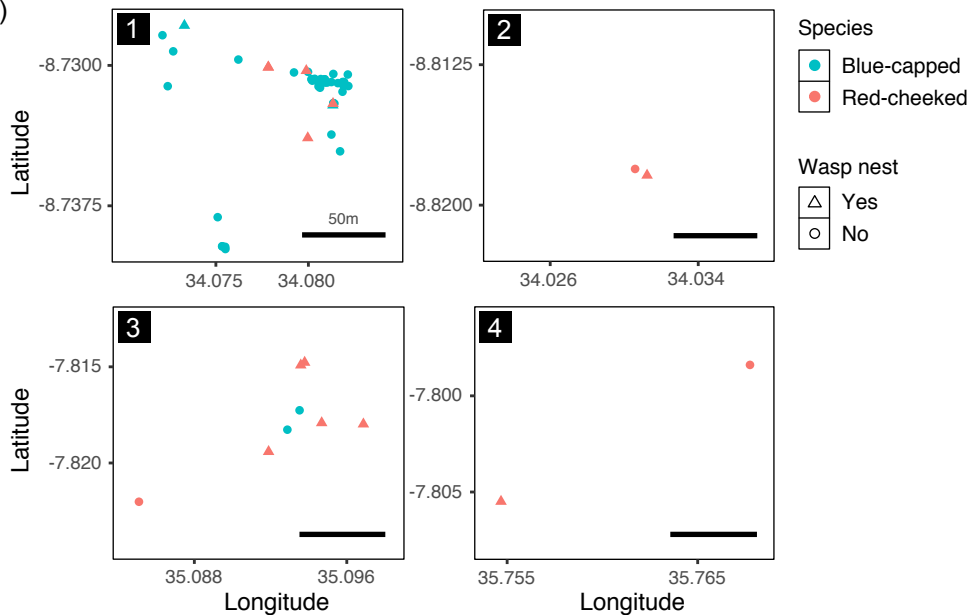 )
1
-8.7300
-8.7375
50m
34.075 34.080
Latitude
2
-8.8125
-8.8200
34.026 34.034
Species
Blue-capped
Red-cheeked
Wasp nest
Yes
No
3
-7.815
-7.820
35.088 35.096
Latitude
Longitude
4
-7.800
-7.805
35.755 35.765
Longitude